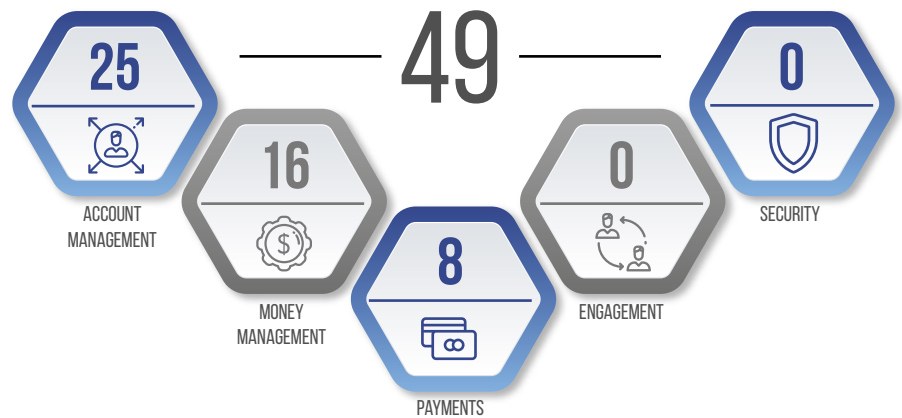 49
25
ACCOUNT
MANAGEMENT
16
$
MONEY
MANAGEMENT
8
PAYMENTS
0
ENGAGEMENT
0
SECURITY